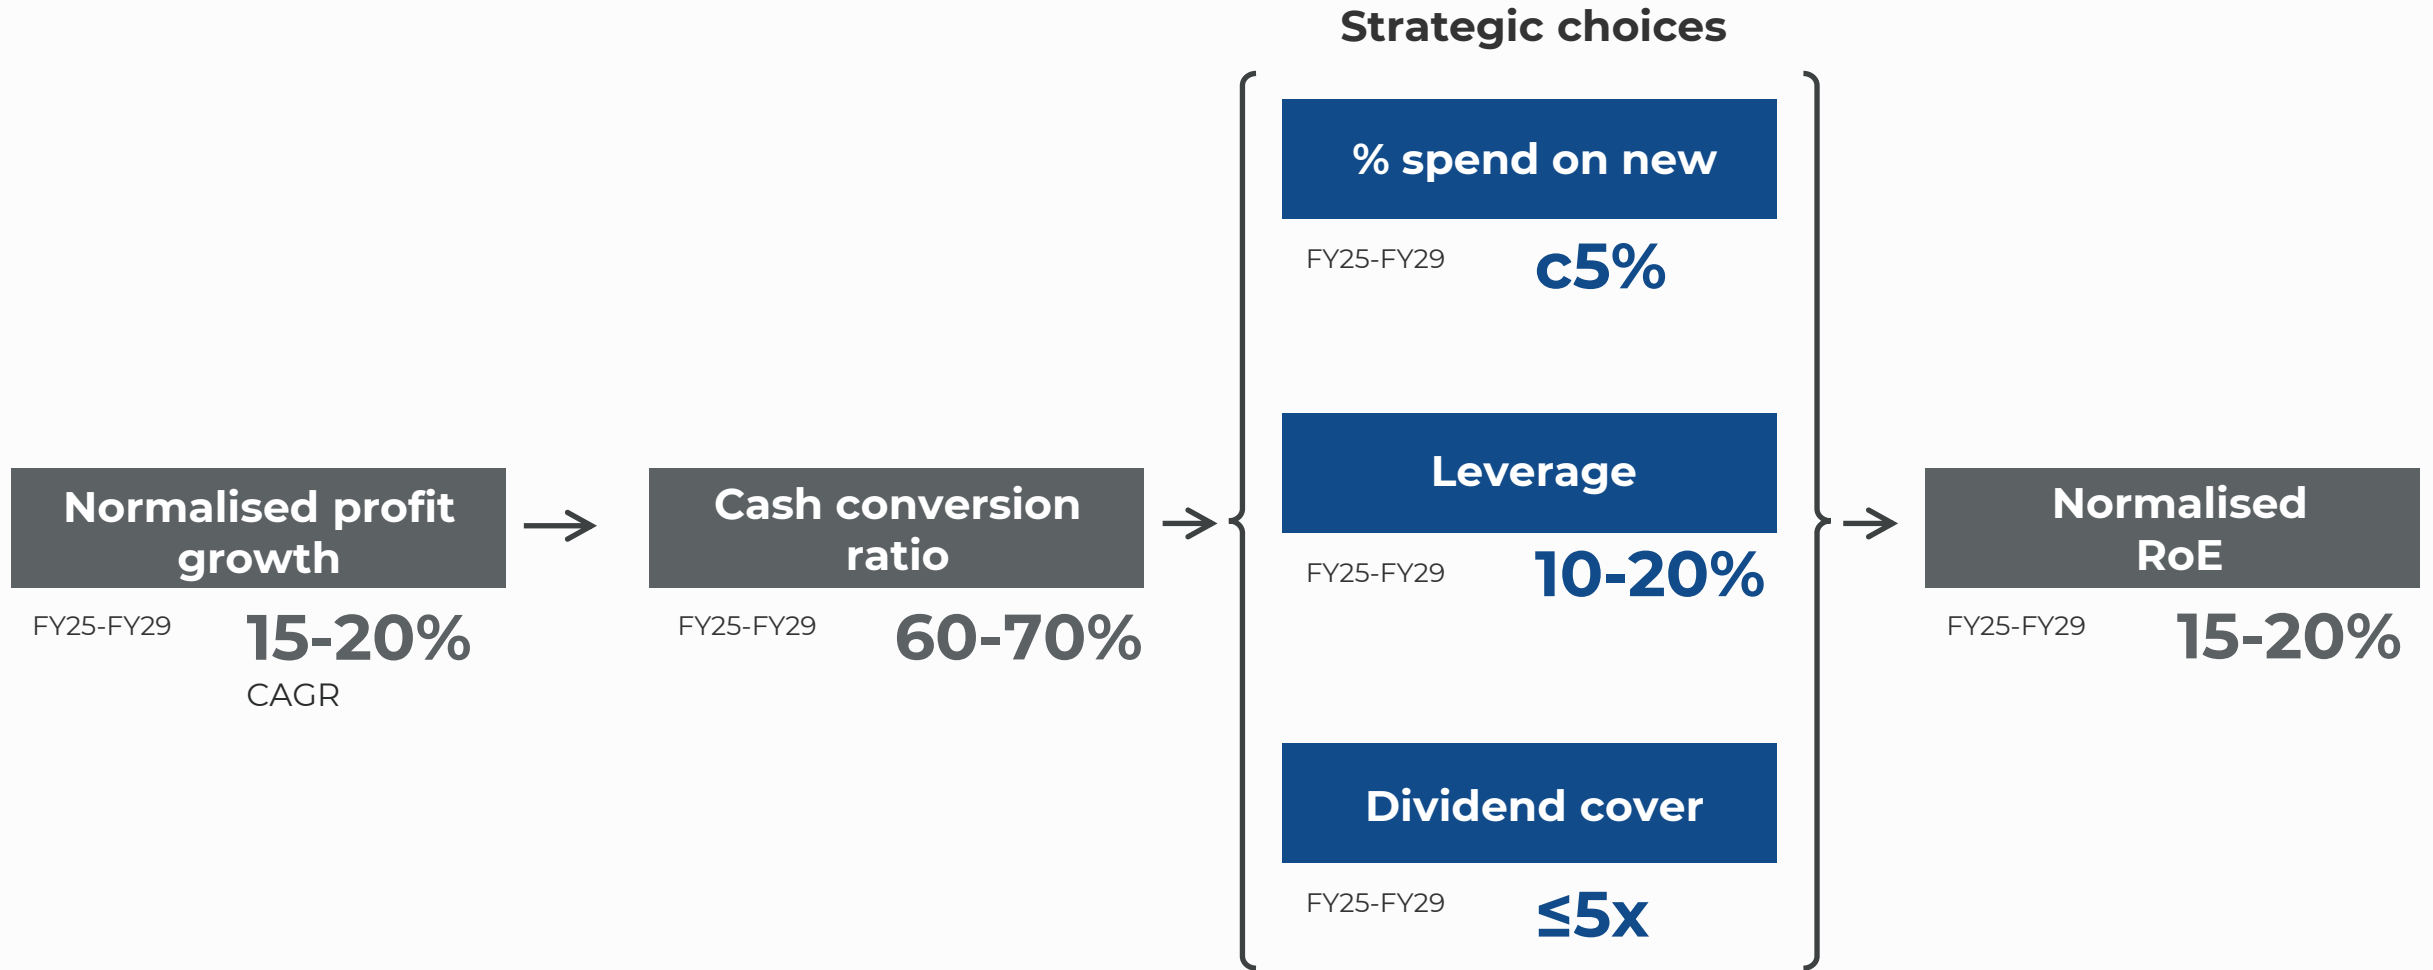 Strategic choices
Normalised profit
growth
FY25-FY29
15-20%
CAGR
Cash conversion
ratio
FY25-FY29
60-70%
% spend on new
FY25-FY29
c5%
Leverage
FY25-FY29
10-20%
Dividend cover
FY25-FY29
≤5x
Normalised
RoE
FY25-FY29
15-20%